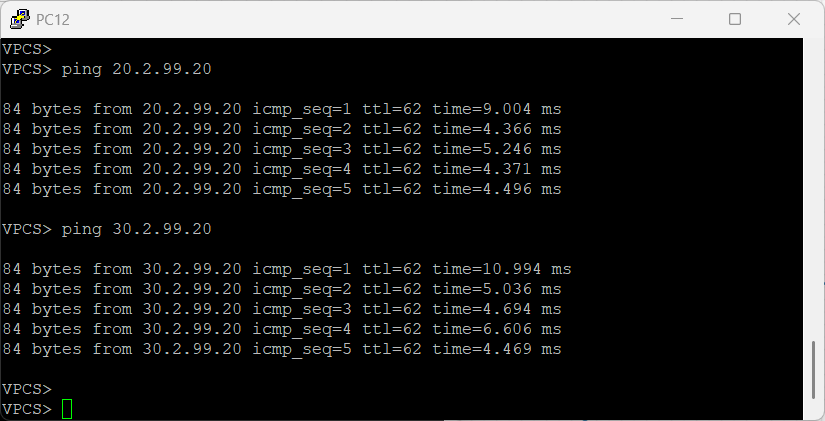 PC12
VPCS>
VPCS> ping 20.2.99.20
84 bytes from 20.2.99.20 icmp_seq=1 ttl=62 time=9.004 ms
84 bytes from 20.2.99.20 icmp_seq=2 ttl=62 time=4.366 ms
84 bytes from 20.2.99.20 icmp_seq=3 ttl=62 time=5.246 ms
84 bytes from 20.2.99.20 icmp_seq=4 ttl=62 time=4.371 ms
84 bytes from 20.2.99.20 icmp_seq=5 ttl=62 time=4.496 ms
VPCS> ping 30.2.99.20
84 bytes from 30.2.99.20 icmp_seq=1 ttl=62 time=10.994 ms
84 bytes from 30.2.99.20 icmp_seq=2 ttl=62 time=5.036 ms
84 bytes from 30.2.99.20 icmp_seq=3 ttl=62 time=4.694 ms
84 bytes from 30.2.99.20 icmp_seq=4 ttl=62 time=6.606 ms
84 bytes from 30.2.99.20 icmp_seq=5 ttl=62 time=4.469 ms
VPCS>
VPCS>